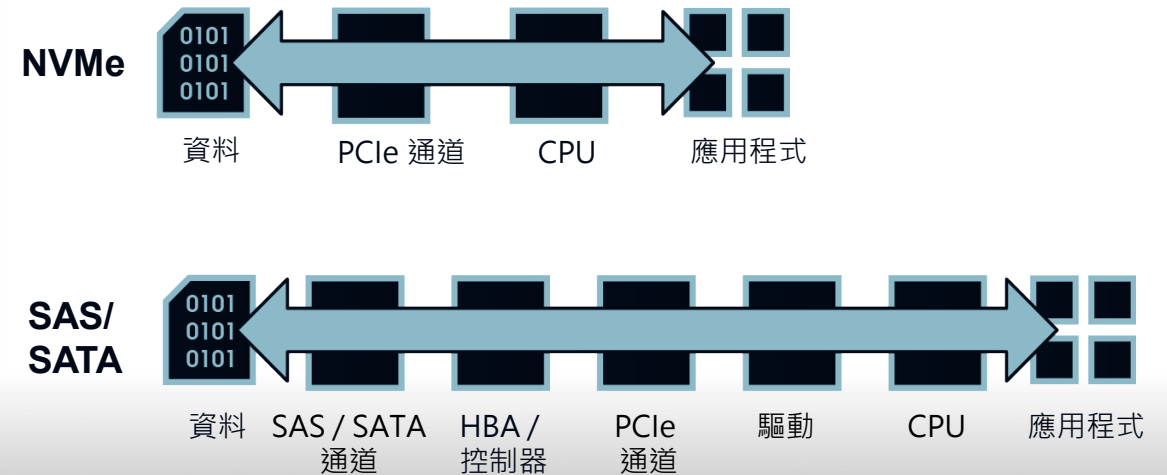 NVMe
0101
0101
0101
資料
PCIe 通道
CPU
應用程式
SAS/
SATA
0101
0101
0101
資料
SAS / SATA
通道
HBA /
控制器
PCIe
通道
驅動
CPU
應用程式